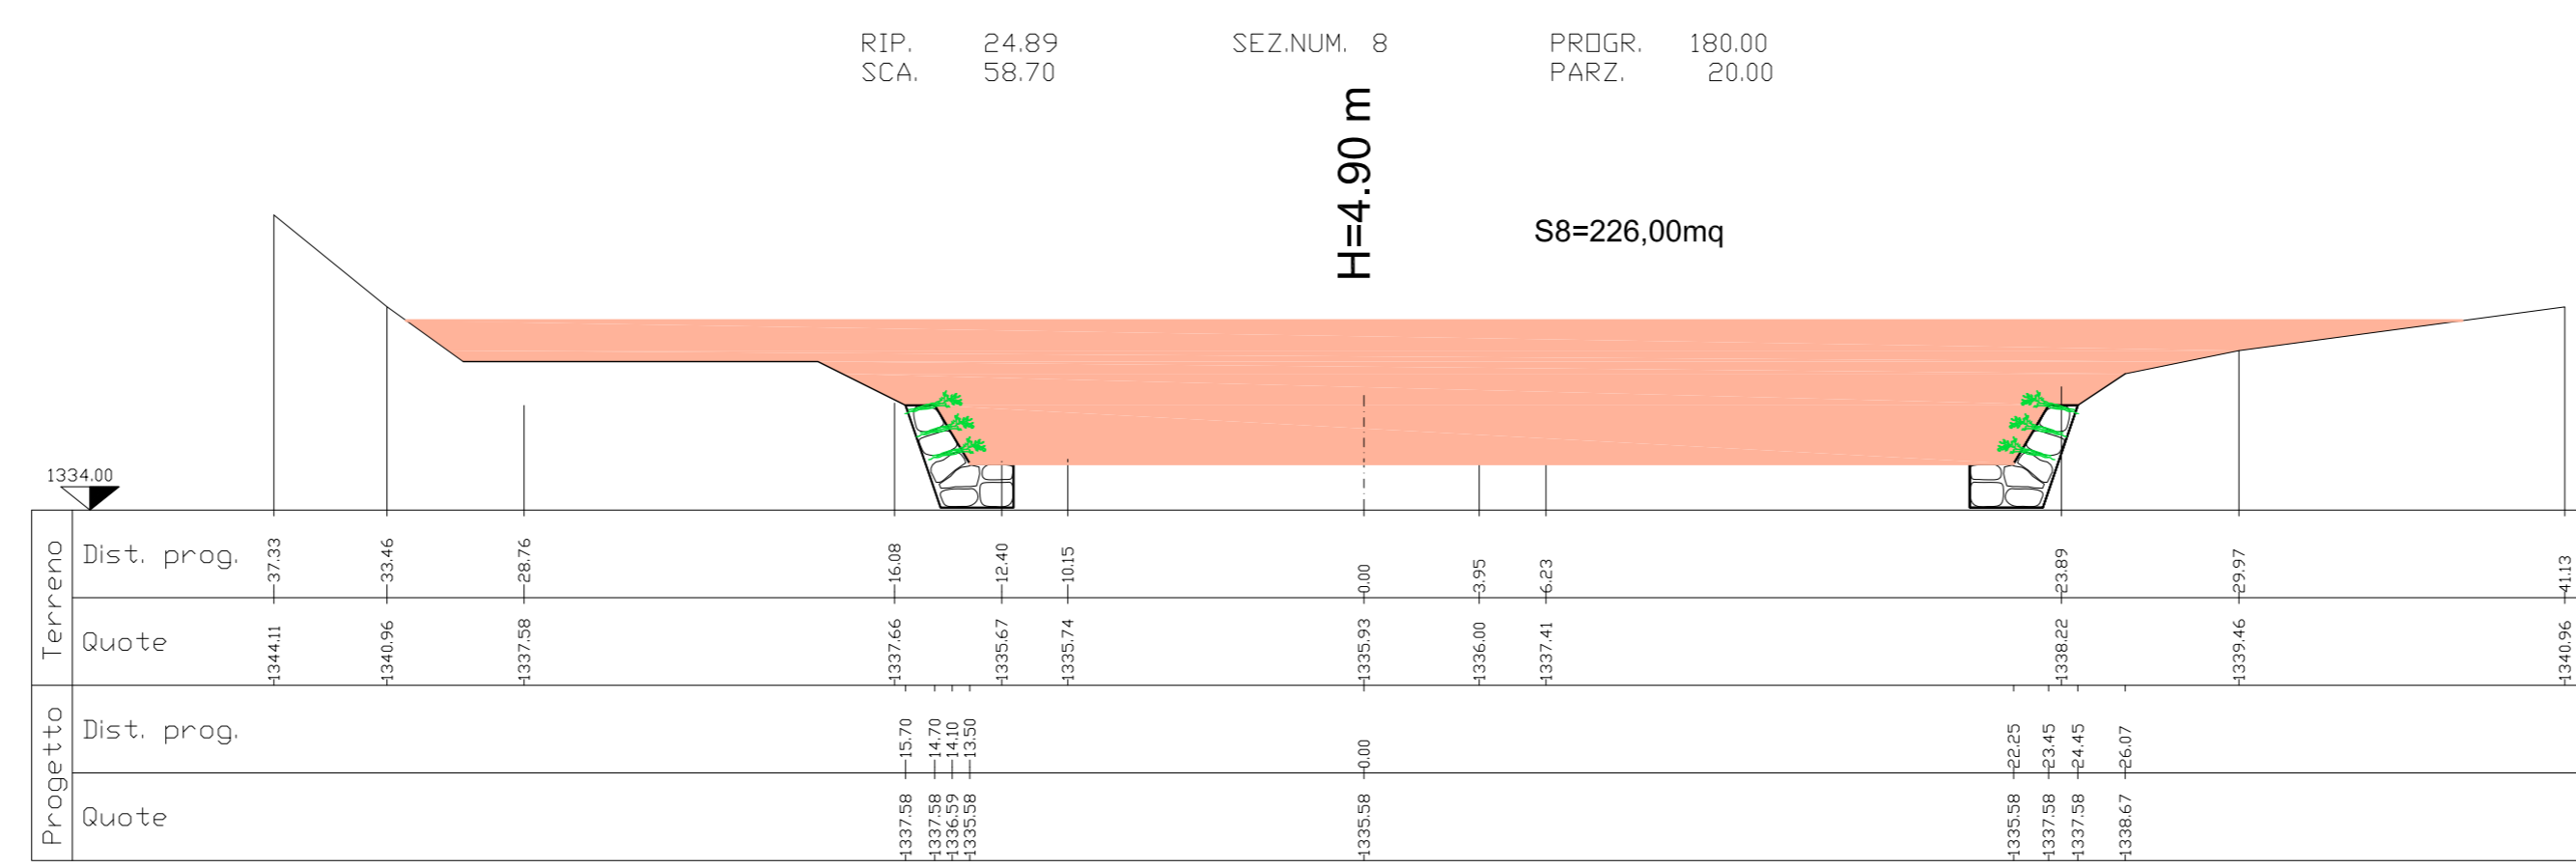 RIP. 24.89 SEZ.NUM. 8 PROGR. 180.00
SCA. 58.70 PARZ. 20.00
H=4.90 m
S8=226,00mq
1334.00
Terreno
Dist. prog. -37.33 -33.46 -28.76 -16.08 -12.40 -10.15 0.00 3.95 6.23 23.89 29.97 41.13
Quote 1344.11 1340.96 1337.58 1337.66 1335.67 1335.74 1335.93 1336.00 1337.41 1338.22 1339.46 1340.96
Progetto
Dist. prog. -15.70 -14.70 -14.10 -13.50 0.00 22.25 23.45 24.45 26.07
Quote 1337.58 1337.58 1336.59 1335.58 1335.58 1335.58 1337.58 1337.58 1338.67